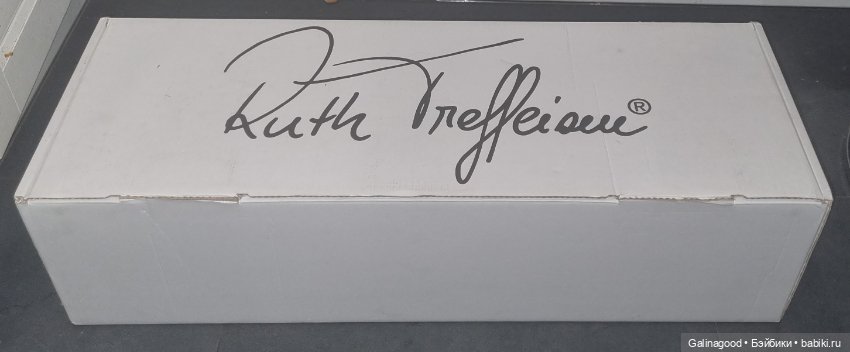 Ruth Treffeisen®
Galinagood • Бэйбики • babiki.ru